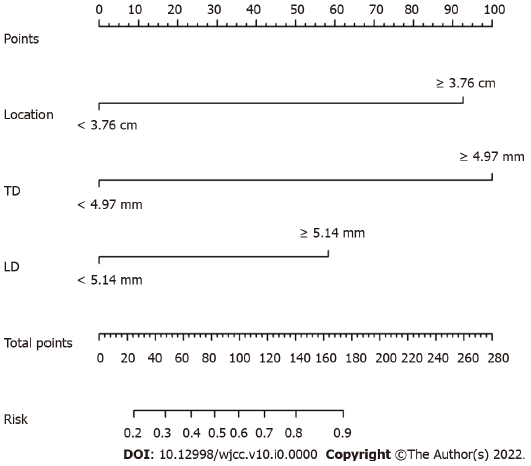 0 10 20 30 40 50 60 70 80 90 100
Points
≥ 3.76 cm
Location
< 3.76 cm
≥ 4.97 mm
TD
< 4.97 mm
≥ 5.14 mm
LD
< 5.14 mm
Total points
0 20 40 60 80 100 120 140 160 180 200 220 240 280
Risk
0.2 0.3 0.4 0.5 0.6 0.7 0.8 0.9
DOI: 10.12998/wjcc.v10.i0.0000 Copyright ©The Author(s) 2022.